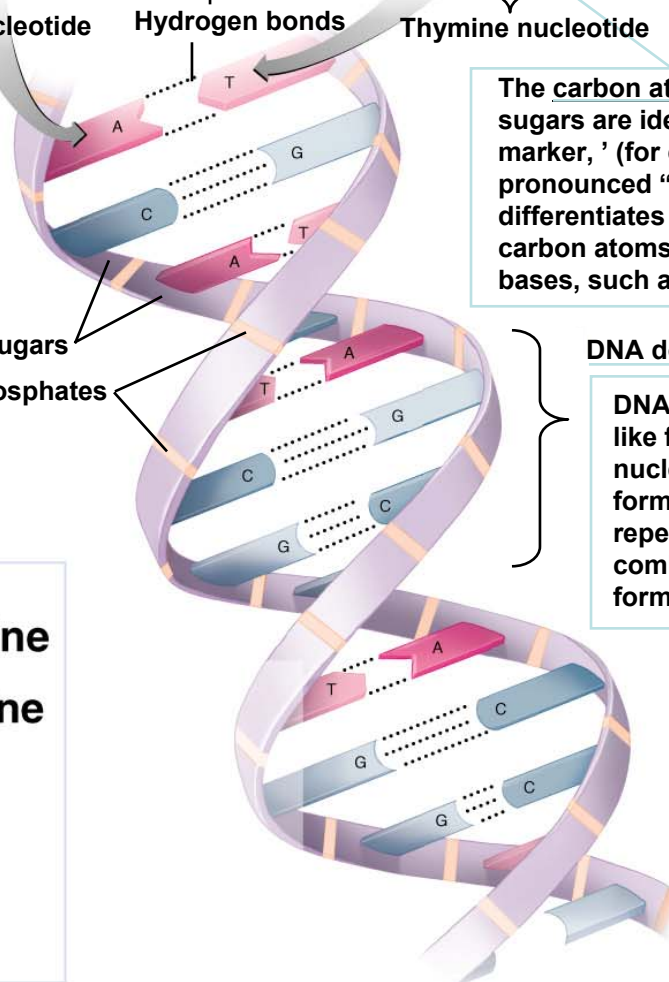 cleotide
Hydrogen bonds
Thymine nucleotide
The carbon at
sugars are ide
marker, ’ (for
pronounced “
differentiates
carbon atoms
bases, such a
A
T
C
G
A
T
ugars
osphates
A
T
G
C
C
G
DNA d
DNA
like f
nucl
form
repe
com
form
ne
ne
A
T
C
G
C
G